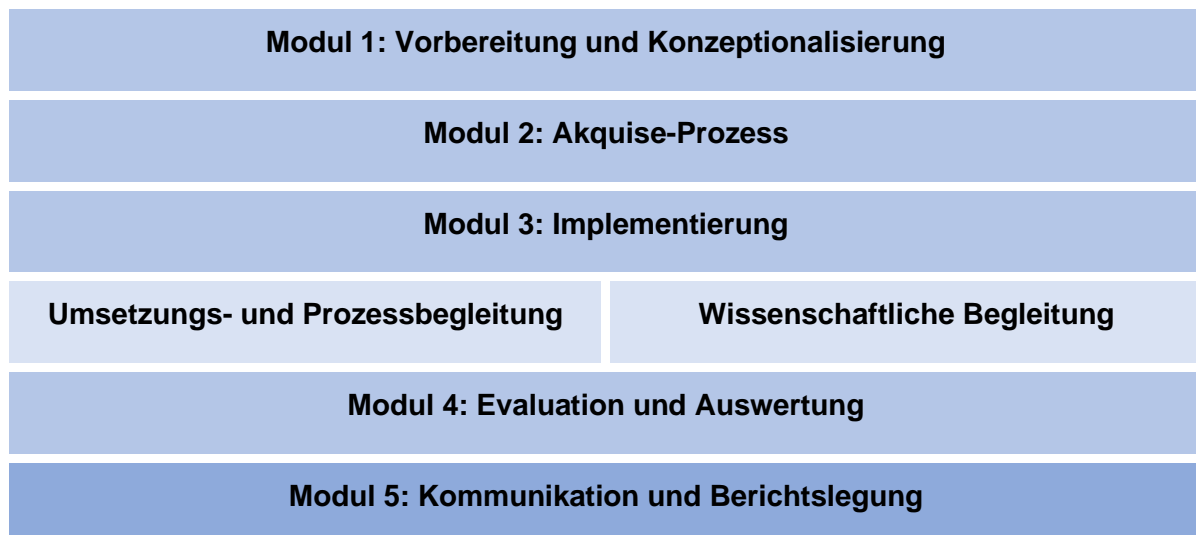 Modul 1: Vorbereitung und Konzeptionalisierung
Modul 2: Akquise-Prozess
Modul 3: Implementierung
Umsetzungs- und Prozessbegleitung
Wissenschaftliche Begleitung
Modul 4: Evaluation und Auswertung
Modul 5: Kommunikation und Berichtslegung